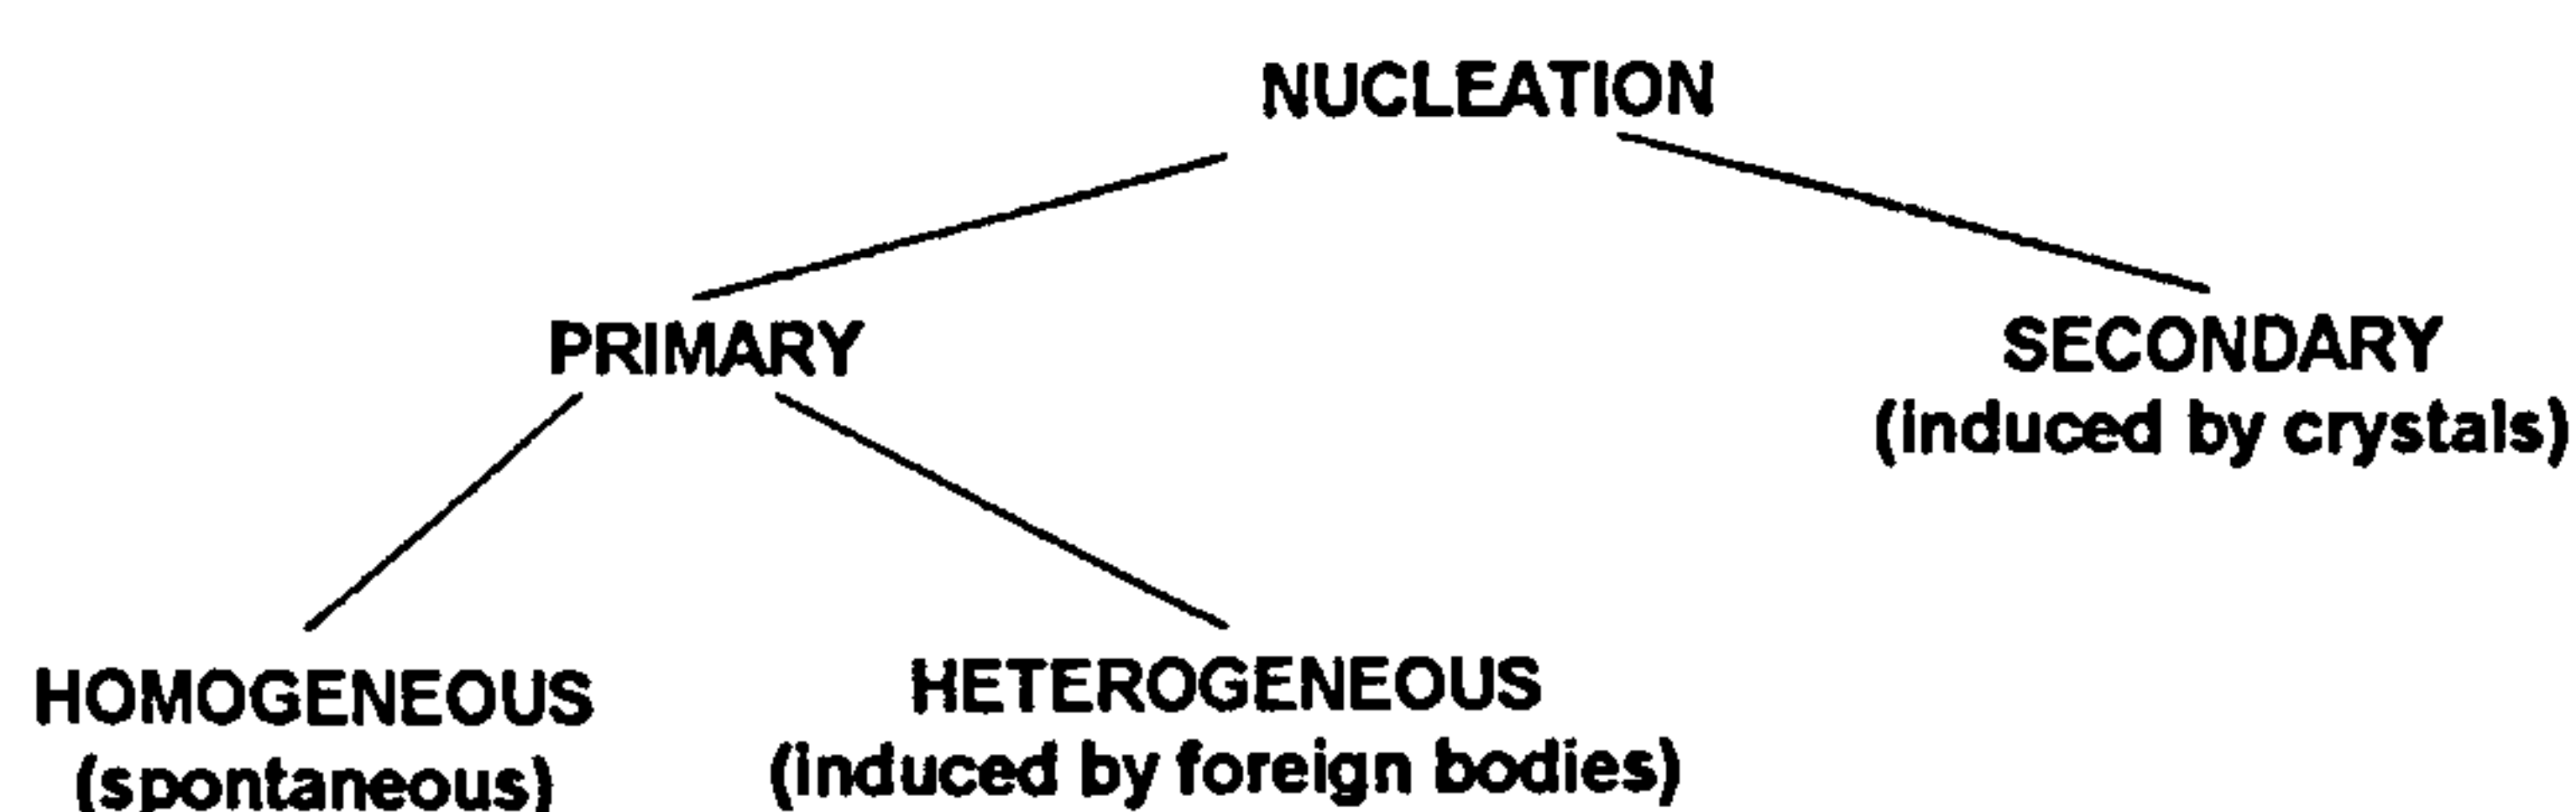 NUCLEATION
PRIMARY
SECONDARY
(induced by crystals)
HOMOGENEOUS
(spontaneous)
HETEROGENEOUS
(induced by foreign bodies)